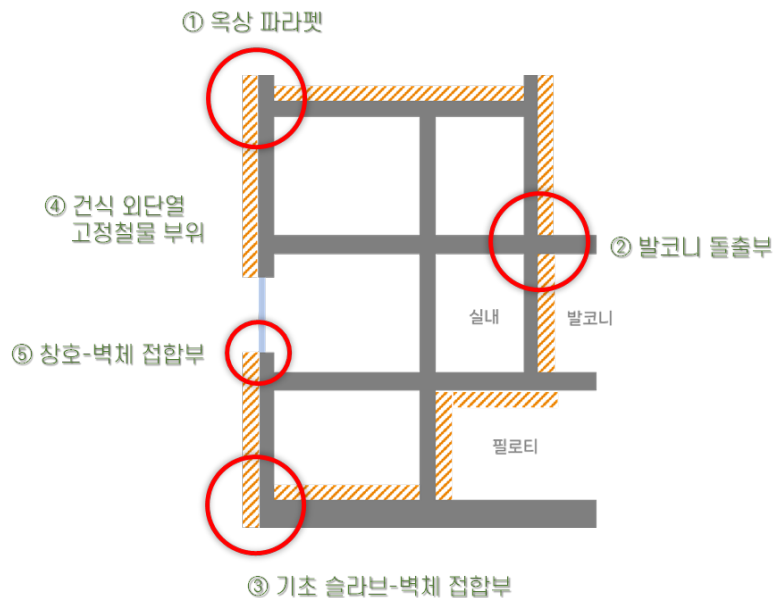 ① 옥상 파라펫
④ 건식 외단열
고정철물 부위
② 발코니 돌출부
실내
발코니
⑤ 창호-벽체 접합부
필로티
③ 기초 슬라브-벽체 접합부